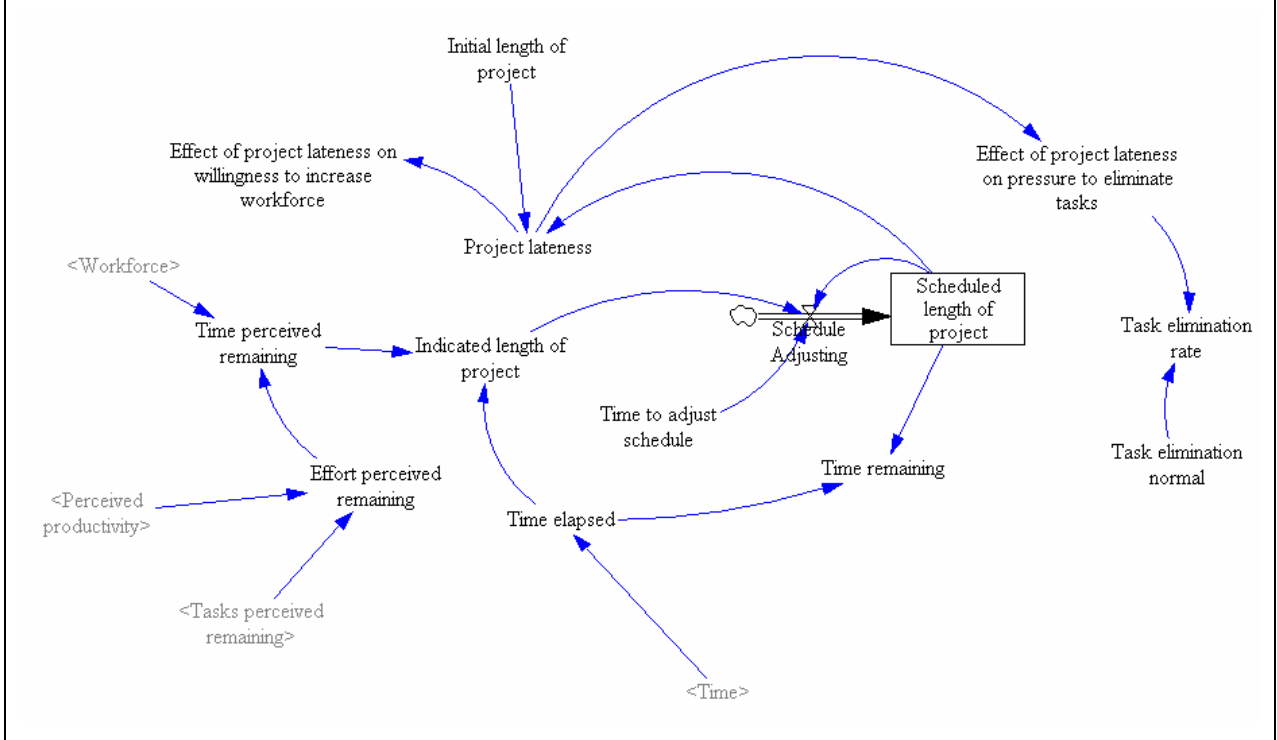 Initial length of
project
Effect of project lateness on
willingness to increase
workforce
Effect of project lateness
on pressure to eliminate
tasks
Project lateness
<Workforce>
Scheduled
length of
project
Time perceived
remaining
Indicated length of
project
Schedule
Adjusting
Task elimination
rate
Time to adjust
schedule
Time remaining
Task elimination
normal
Effort perceived
remaining
<Perceived
productivity>
Time elapsed
<Tasks perceived
remaining>
<Time>